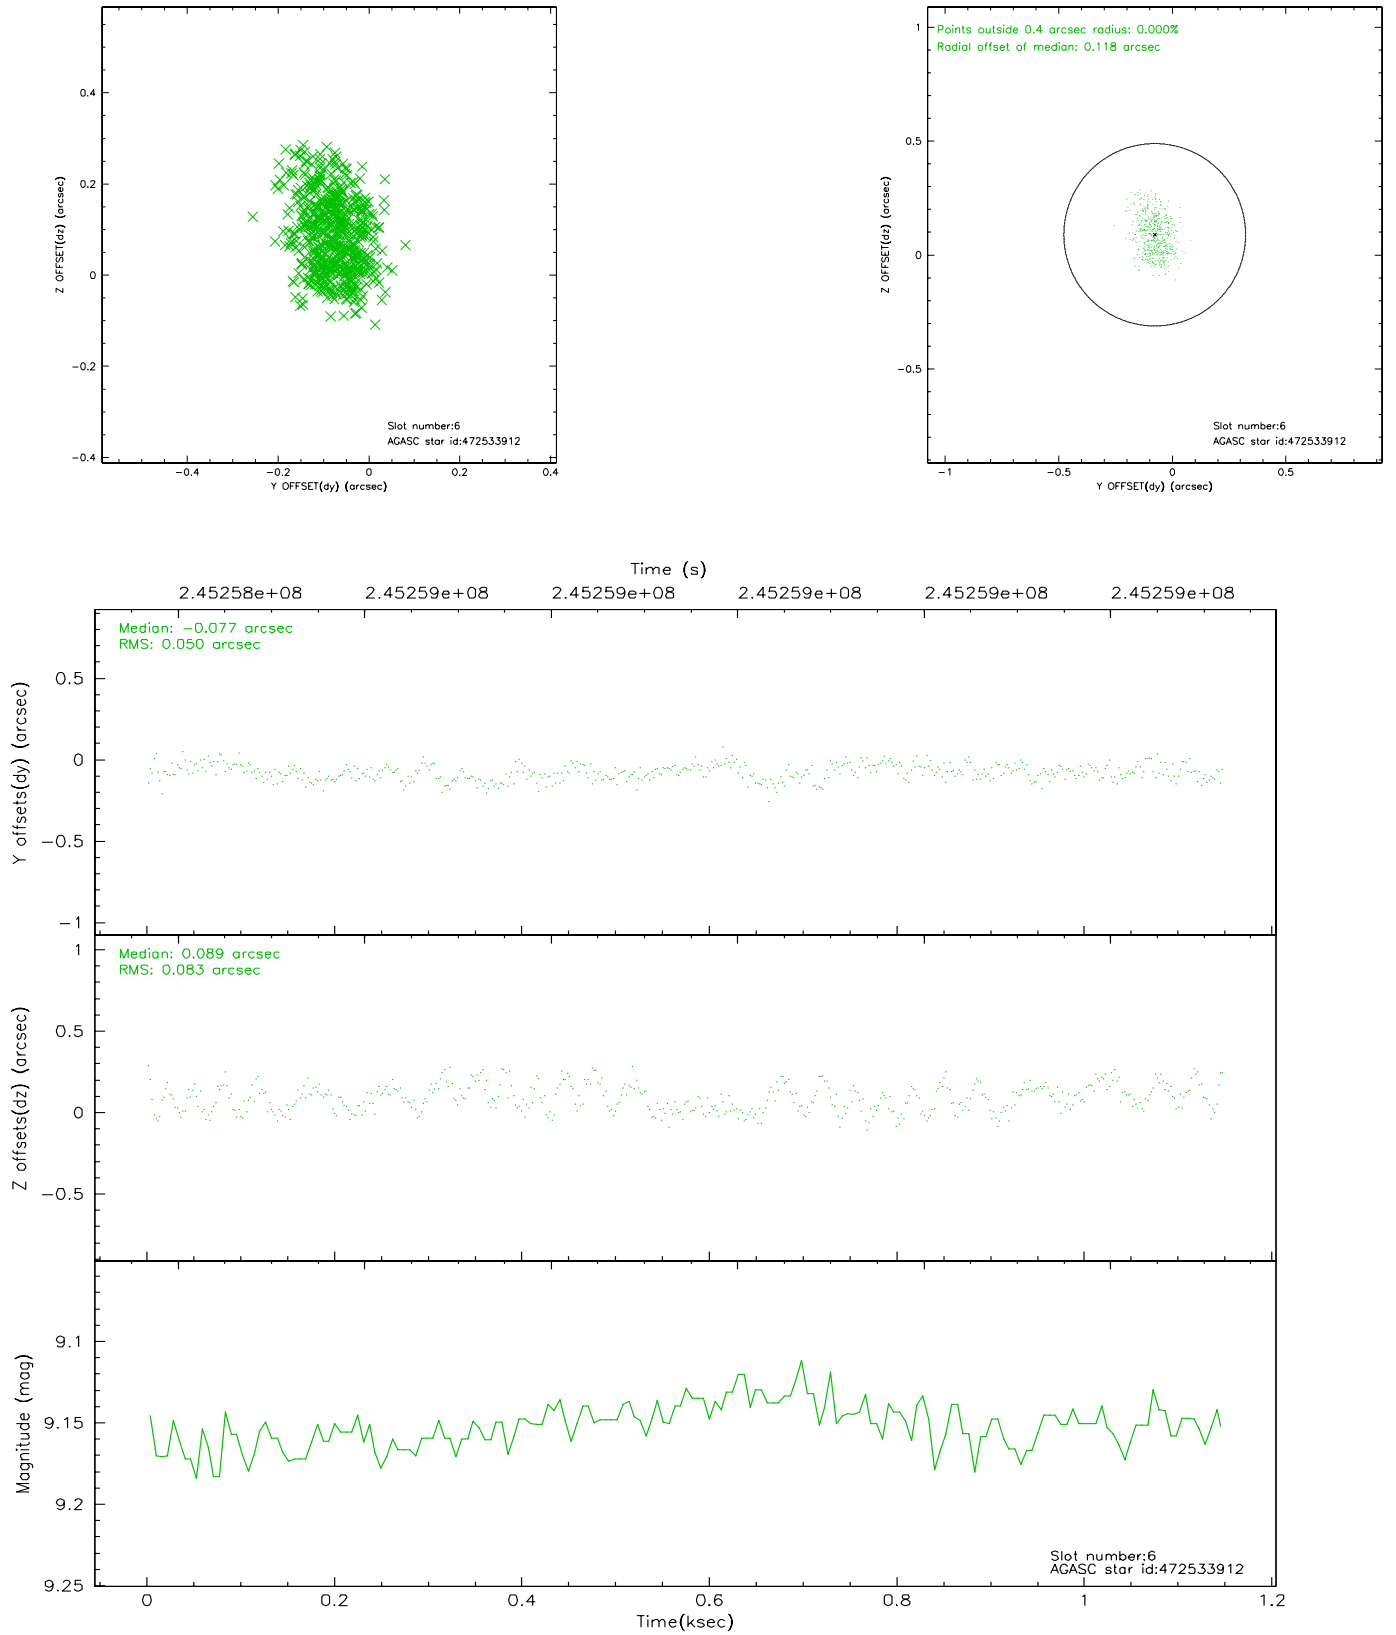 0.4
0.2
0
−0.2
−0.4
Z OFFSET(dz) (arcsec)
Slot number:6
AGASC star id:472533912
−0.4
−0.2
0
0.2
0.4
Y OFFSET(dy) (arcsec)
Points outside 0.4 arcsec radius: 0.000%
Radial offset of median: 0.118 arcsec
1
0.5
0
−0.5
Z OFFSET(dz) (arcsec)
Slot number:6
AGASC star id:472533912
−1
−0.5
0
0.5
Y OFFSET(dy) (arcsec)
Time (s)
2.45258e+08
2.45259e+08
2.45259e+08
2.45259e+08
2.45259e+08
2.45259e+08
Median: −0.077 arcsec
RMS: 0.050 arcsec
0.5
0
−0.5
−1
Y offsets(dy) (arcsec)
Median: 0.089 arcsec
RMS: 0.083 arcsec
1
0.5
0
−0.5
Z offsets(dz) (arcsec)
9.1
9.15
9.2
9.25
Magnitude (mag)
Slot number:6
AGASC star id:472533912
0
0.2
0.4
0.6
0.8
1
1.2
Time(ksec)